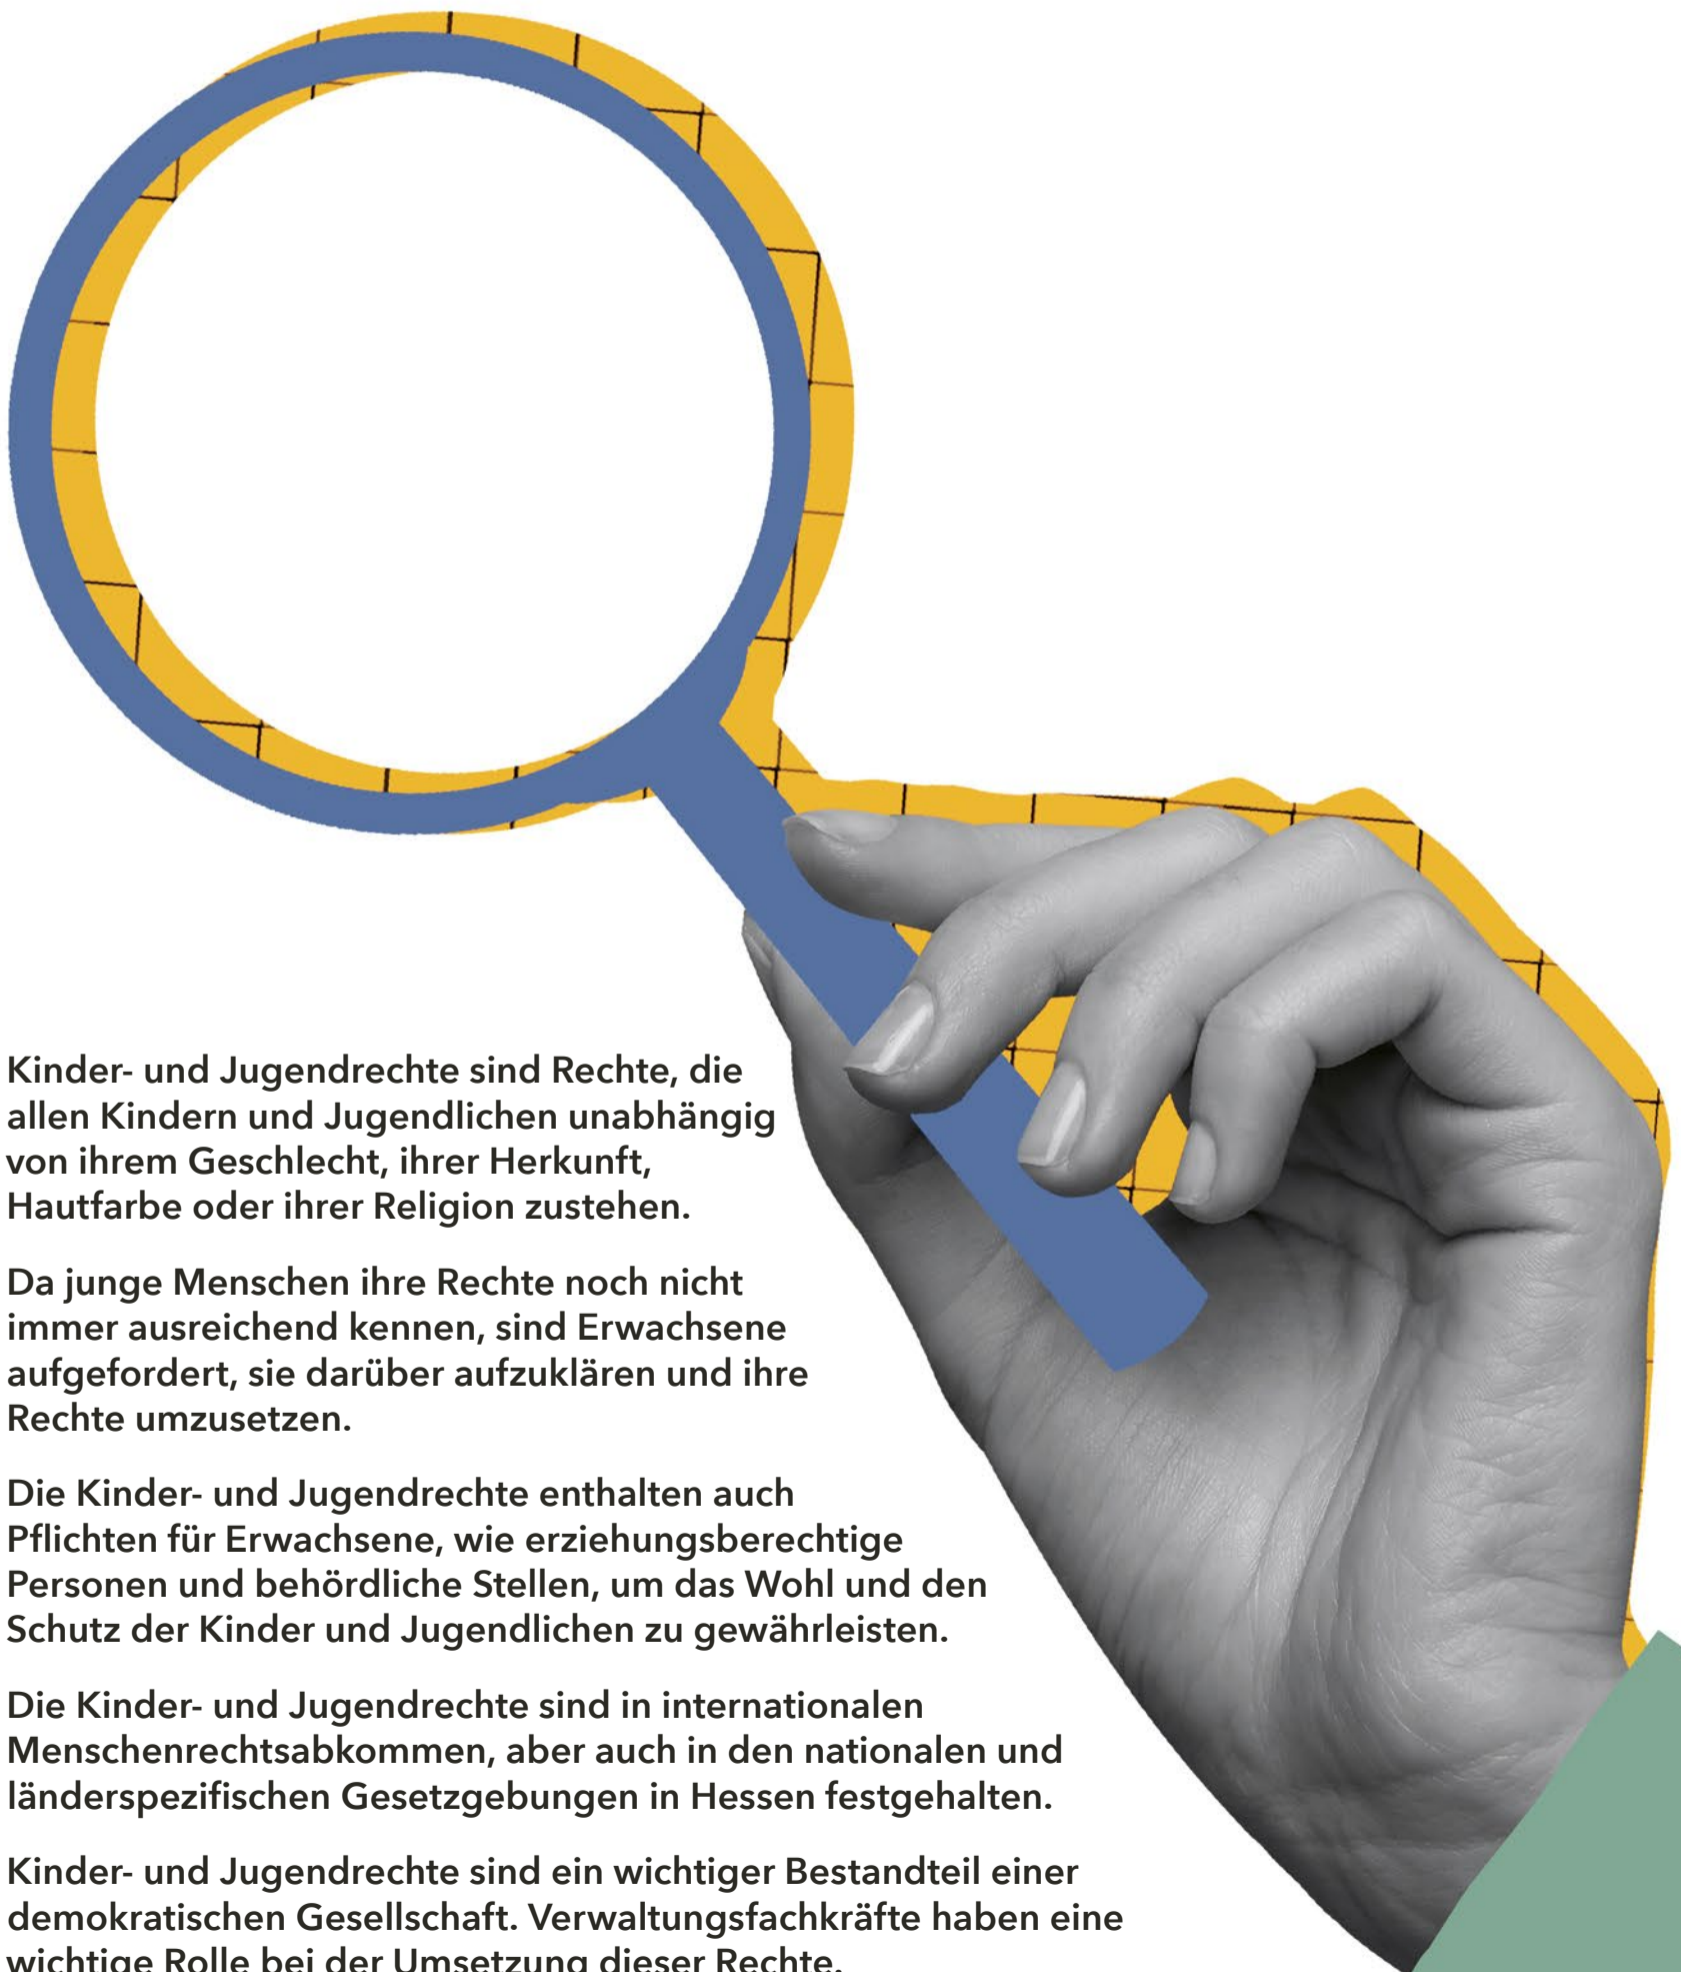 Kinder- und Jugendrechte sind Rechte, die
allen Kindern und Jugendlichen unabhängig
von ihrem Geschlecht, ihrer Herkunft,
Hautfarbe oder ihrer Religion zustehen.
Da junge Menschen ihre Rechte noch nicht
immer ausreichend kennen, sind Erwachsene
aufgefordert, sie darüber aufzuklären und ihre
Rechte umzusetzen.
Die Kinder- und Jugendrechte enthalten auch
Pflichten für Erwachsene, wie erziehungsberechtige
Personen und behördliche Stellen, um das Wohl und den
Schutz der Kinder und Jugendlichen zu gewährleisten.
Die Kinder- und Jugendrechte sind in internationalen
Menschenrechtsabkommen, aber auch in den nationalen und
länderspezifischen Gesetzgebungen in Hessen festgehalten.
Kinder- und Jugendrechte sind ein wichtiger Bestandteil einer
demokratischen Gesellschaft. Verwaltungsfachkräfte haben eine
wichtige Rolle bei der Umsetzung dieser Rechte.